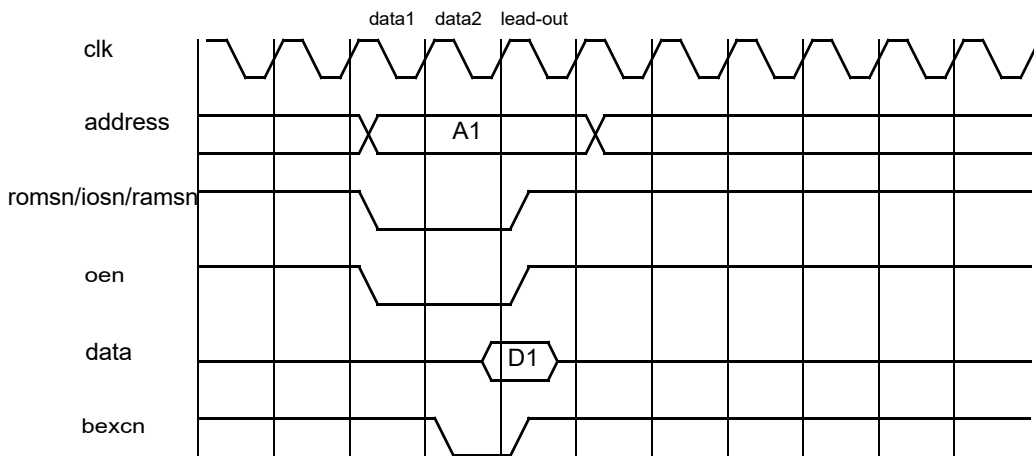 data1 data2 lead-out
clk
address
A1
romsn/iosn/ramsn
oen
data
D1
bexcn